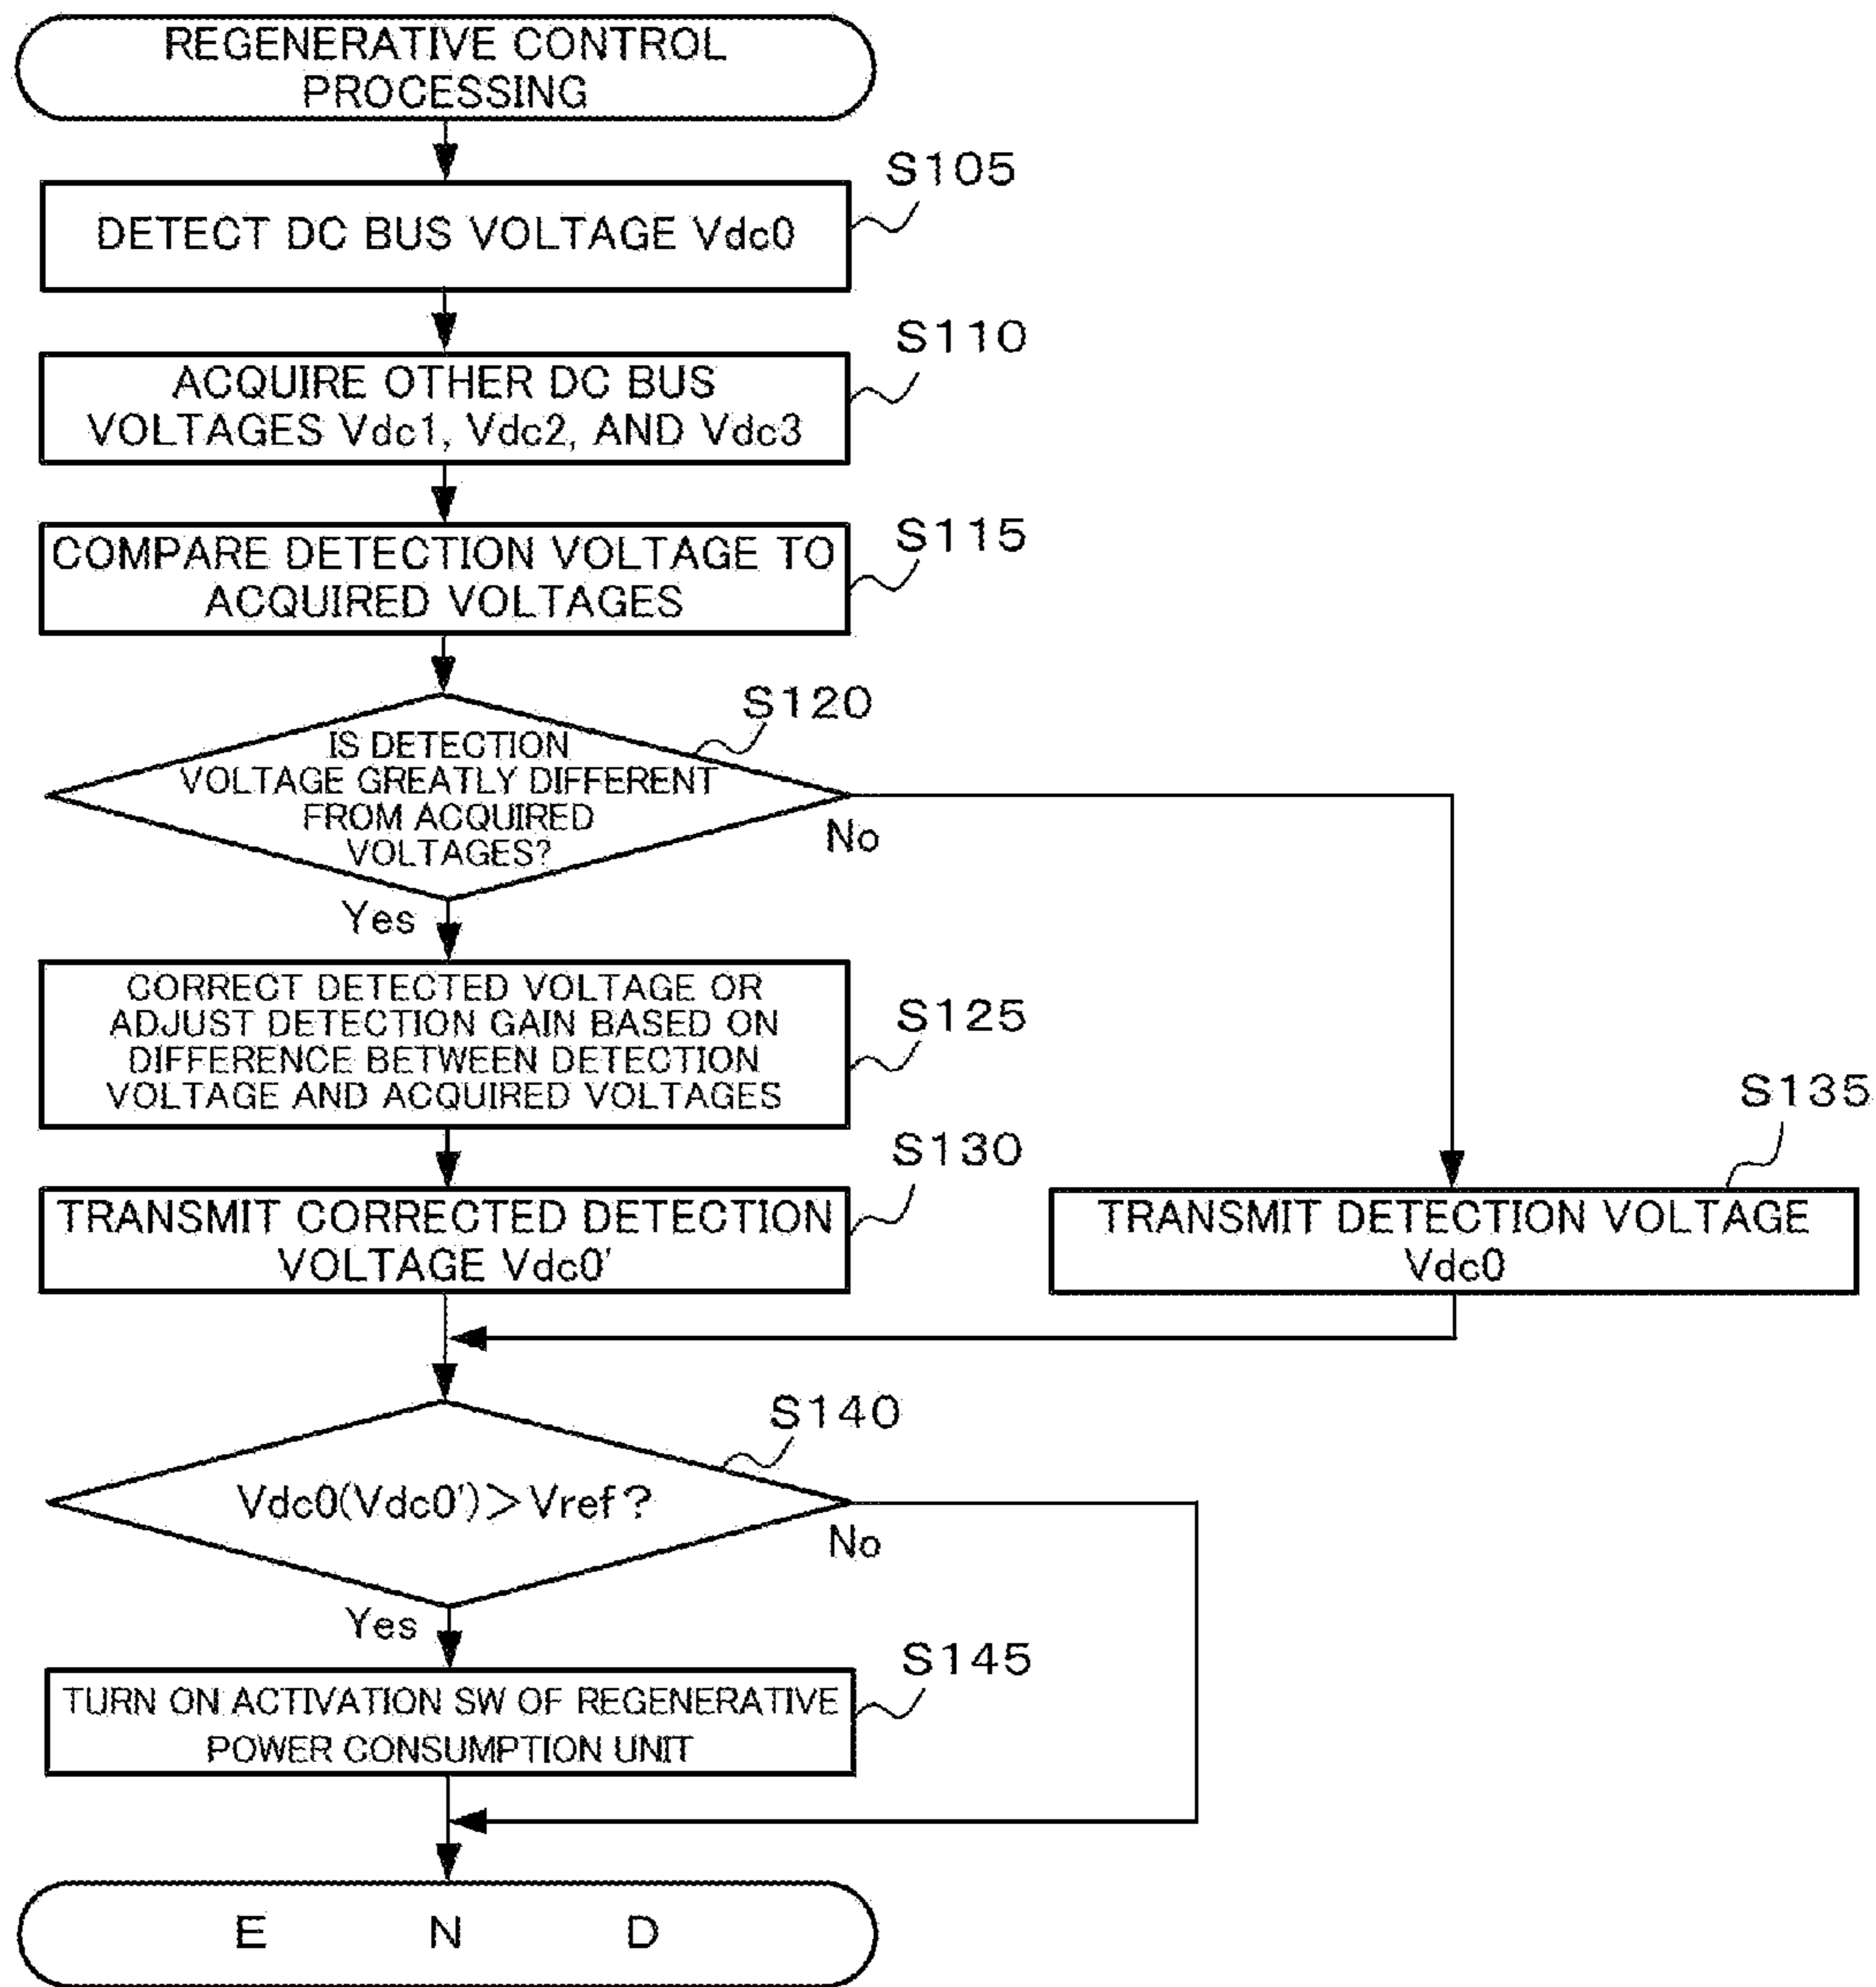 REGENERATIVE CONTROL
PROCESSING
S105
DETECT DC BUS VOLTAGE Vdc0
S110
ACQUIRE OTHER DC BUS
VOLTAGES Vdc1, Vdc2, AND Vdc3
S115
COMPARE DETECTION VOLTAGE TO
ACQUIRED VOLTAGES
S120
IS DETECTION
VOLTAGE GREATLY DIFFERENT
FROM ACQUIRED
VOLTAGES?
No
Yes
CORRECT DETECTED VOLTAGE OR
ADJUST DETECTION GAIN BASED ON
DIFFERENCE BETWEEN DETECTION
VOLTAGE AND ACQUIRED VOLTAGES
S125
S130
TRANSMIT CORRECTED DETECTION
VOLTAGE Vdc0'
S135
TRANSMIT DETECTION VOLTAGE
Vdc0
S140
Vdc0(Vdc0')>Vref?
No
Yes
S145
TURN ON ACTIVATION SW OF REGENERATIVE
POWER CONSUMPTION UNIT
E N D